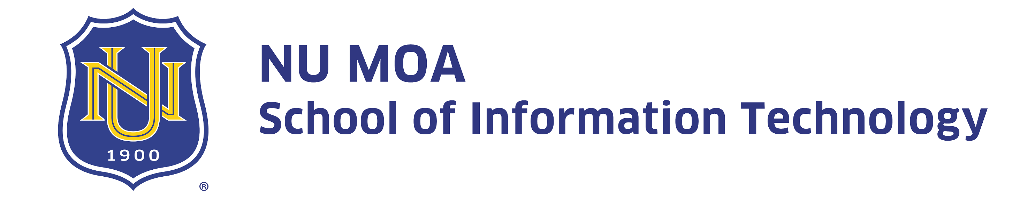 NU
1900
®
NU MOA
School of Information Technology